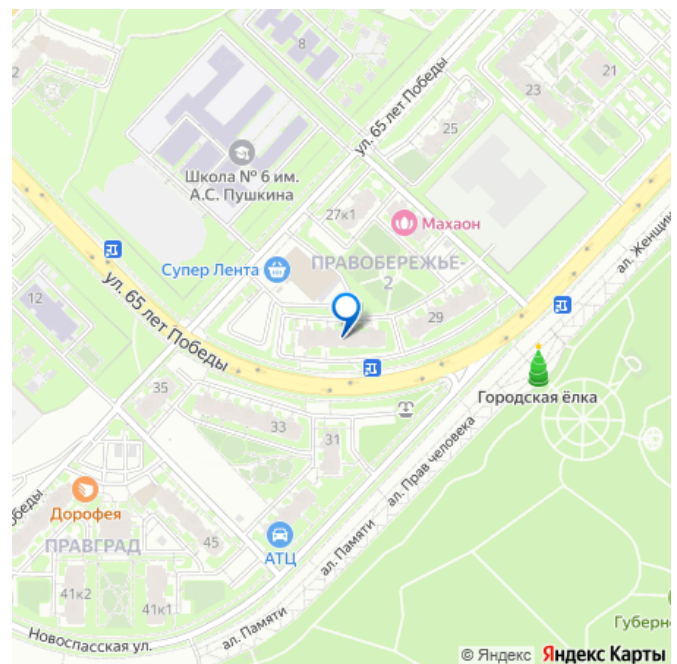 8
2
21
23
ул. 65 лет Победы
25
Школа № 6 им.
А.С. Пушкина
27к1
Махаон
ал. Женщин
Супер Лента
ПРАВОБЕРЕЖЬЕ-
2
12
ул. 65 лет Победы
29
35
Городская ёлка
33
31
ал. Прав человека
обеды
Дорофея
ПРАВГРАД
45
АТЦ
ал. Памяти
41к2
41к1
Новоспасская ул.
ал. Памяти
Губерн
© Яндекс Яндекс Карты